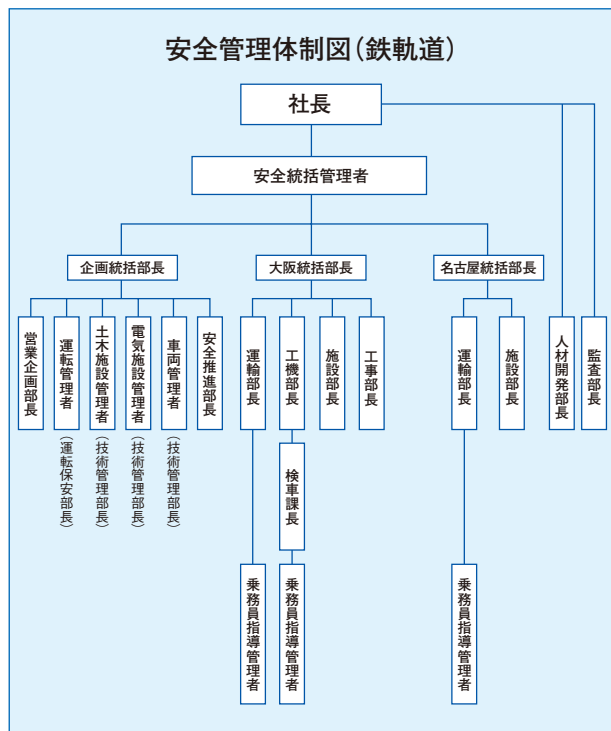 安全管理体制図（鉄軌道）
社長
安全統括管理者
企画統括部長
大阪統括部長
名古屋統括部長
営業企画部長
運転管理者
（運転保安部長）
土木施設管理者
（技術管理部長）
電気施設管理者
（技術管理部長）
車両管理者
（技術管理部長）
安全推進部長
運輸部長
工機部長
施設部長
工事部長
運輸部長
施設部長
人材開発部長
監査部長
検車課長
乗務員指導管理者
乗務員指導管理者
乗務員指導管理者